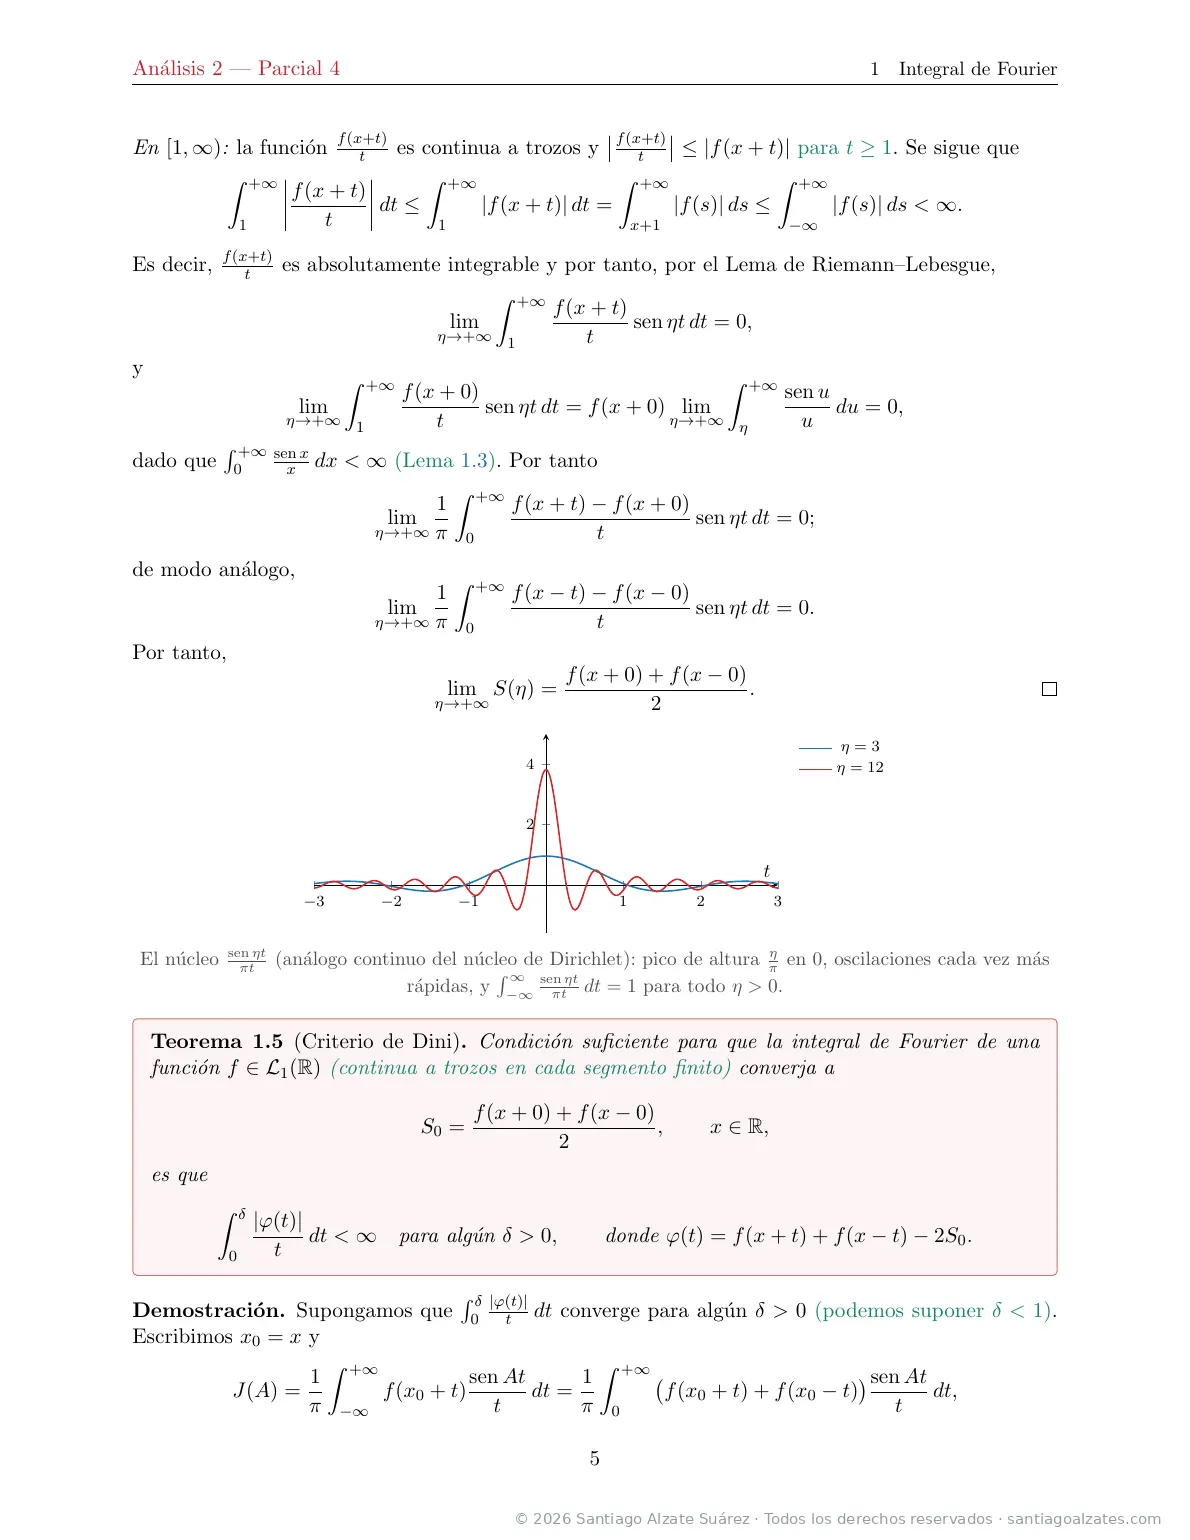 Análisis 2 — Parcial 4 1 Integral de Fourier
En [1, ∞): la función f(x+t)/t es continua a trozos y |f(x+t)/t| ≤ |f(x + t)| para t ≥ 1. Se sigue que
∫_1^{+∞} |f(x + t)/t| dt ≤ ∫_1^{+∞} |f(x + t)| dt = ∫_{x+1}^{+∞} |f(s)| ds ≤ ∫_{−∞}^{+∞} |f(s)| ds < ∞.
Es decir, f(x+t)/t es absolutamente integrable y por tanto, por el Lema de Riemann–Lebesgue,
lim_{η→+∞} ∫_1^{+∞} f(x + t)/t sen ηt dt = 0,
y
lim_{η→+∞} ∫_1^{+∞} f(x + 0)/t sen ηt dt = f(x + 0) lim_{η→+∞} ∫_η^{+∞} sen u/u du = 0,
dado que ∫_0^{+∞} sen x/x dx < ∞ (Lema 1.3). Por tanto
lim_{η→+∞} 1/π ∫_0^{+∞} (f(x + t) − f(x + 0))/t sen ηt dt = 0;
de modo análogo,
lim_{η→+∞} 1/π ∫_0^{+∞} (f(x − t) − f(x − 0))/t sen ηt dt = 0.
Por tanto,
lim_{η→+∞} S(η) = (f(x + 0) + f(x − 0))/2. □
η = 3
η = 12
4
2
t
−3 −2 −1 1 2 3
El núcleo sen ηt/πt (análogo continuo del núcleo de Dirichlet): pico de altura η/π en 0, oscilaciones cada vez más
rápidas, y ∫_{−∞}^{∞} sen ηt/πt dt = 1 para todo η > 0.
Teorema 1.5 (Criterio de Dini). Condición suficiente para que la integral de Fourier de una
función f ∈ L₁(ℝ) (continua a trozos en cada segmento finito) converja a
S₀ = (f(x + 0) + f(x − 0))/2, x ∈ ℝ,
es que
∫_0^δ |φ(t)|/t dt < ∞ para algún δ > 0, donde φ(t) = f(x + t) + f(x − t) − 2S₀.
Demostración. Supongamos que ∫_0^δ |φ(t)|/t dt converge para algún δ > 0 (podemos suponer δ < 1).
Escribimos x₀ = x y
J(A) = 1/π ∫_{−∞}^{+∞} f(x₀ + t) sen At/t dt = 1/π ∫_0^{+∞} (f(x₀ + t) + f(x₀ − t)) sen At/t dt,
5
© 2026 Santiago Alzate Suárez · Todos los derechos reservados · santiagoalzates.com